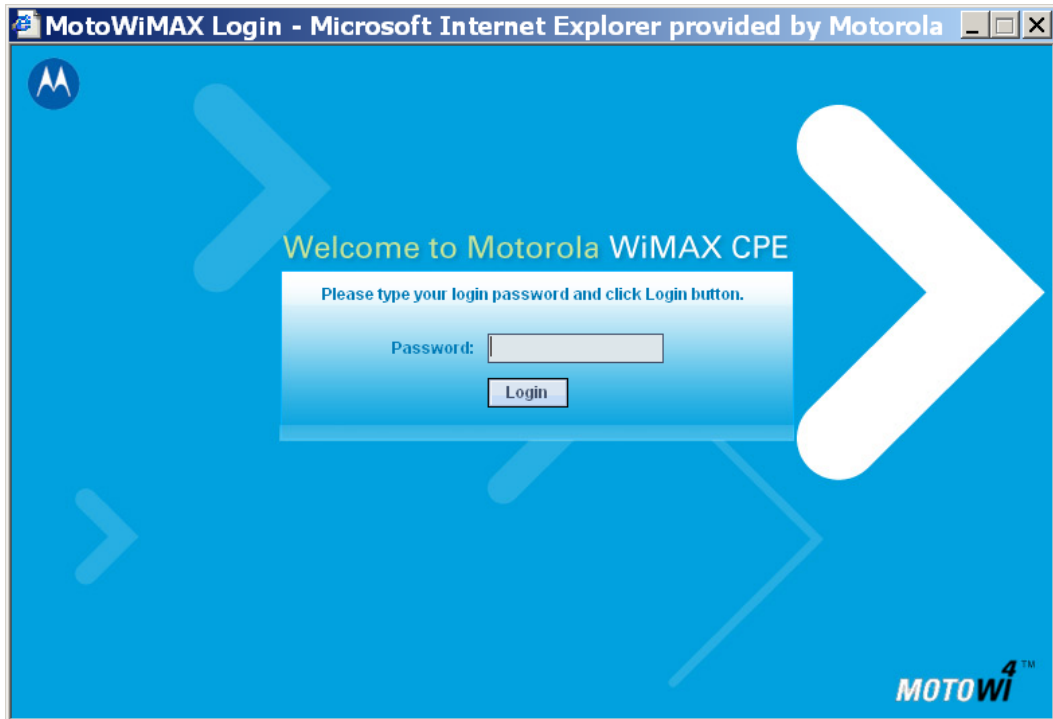 MotoWiMAX Login - Microsoft Internet Explorer provided by Motorola
Welcome to Motorola WiMAX CPE
Please type your login password and click Login button.
Password:
Login
MOTOWI4™